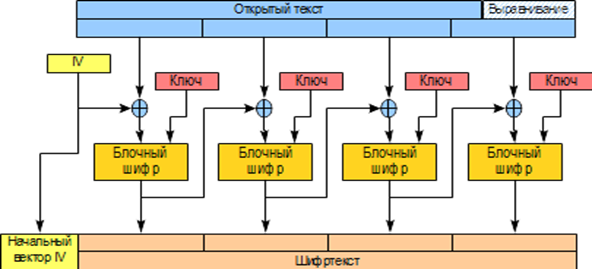 Открытый текст Выравнивание
IV
Ключ Ключ Ключ Ключ
Блочный шифр Блочный шифр Блочный шифр Блочный шифр
Начальный вектор IV
Шифртекст